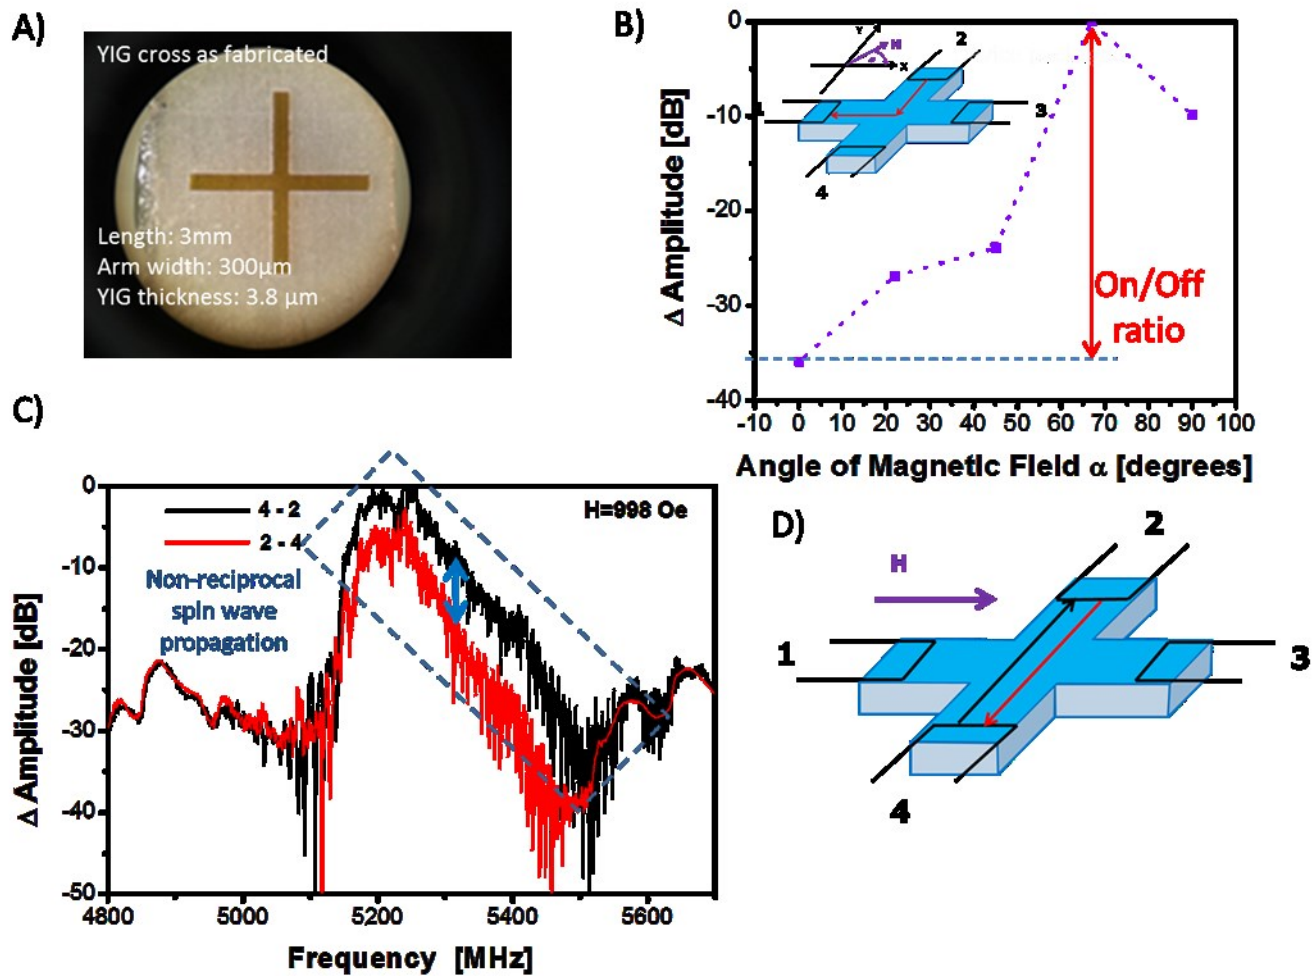 A)
YIG cross as fabricated
Length: 3mm
Arm width: 300µm
YIG thickness: 3.8 µm
B)
0
-10
-20
-30
-40
Δ Amplitude [dB]
Y
H
X
α
1
2
3
4
On/Off
ratio
-10 0 10 20 30 40 50 60 70 80 90 100
Angle of Magnetic Field α [degrees]
C)
0
-10
-20
-30
-40
-50
Δ Amplitude [dB]
4 - 2
2 - 4
H=998 Oe
Non-reciprocal
spin wave
propagation
4800 5000 5200 5400 5600
Frequency [MHz]
D)
H
2
1
3
4